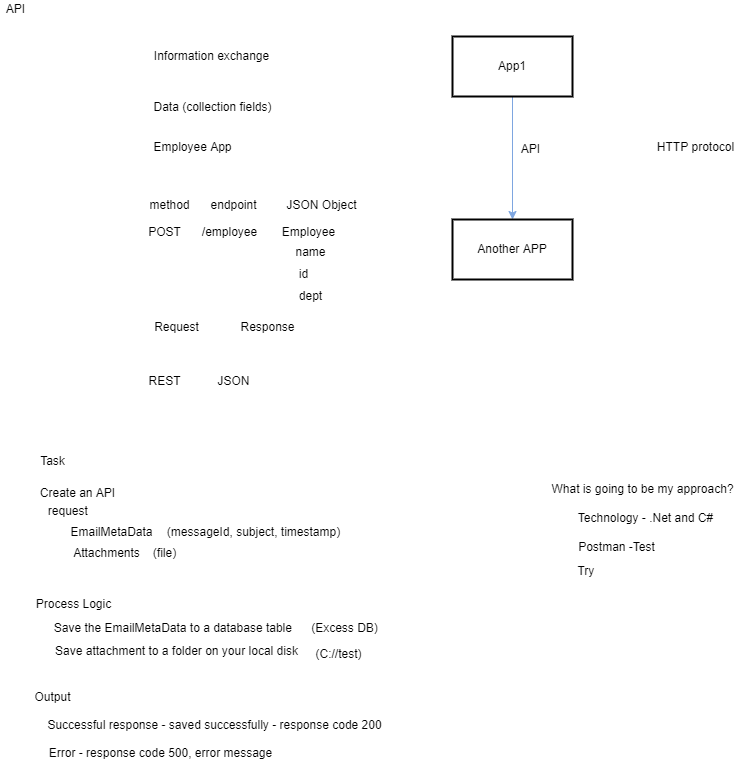 API
Information exchange
App1
Data (collection fields)
Employee App
API
HTTP protocol
method endpoint JSON Object
POST /employee Employee
name
id
dept
Another APP
Request Response
REST JSON
Task
Create an API
request
EmailMetaData (messageId, subject, timestamp)
Attachments (file)
What is going to be my approach?
Technology - .Net and C#
Postman -Test
Try
Process Logic
Save the EmailMetaData to a database table (Excess DB)
Save attachment to a folder on your local disk (C://test)
Output
Successful response - saved successfully - response code 200
Error - response code 500, error message